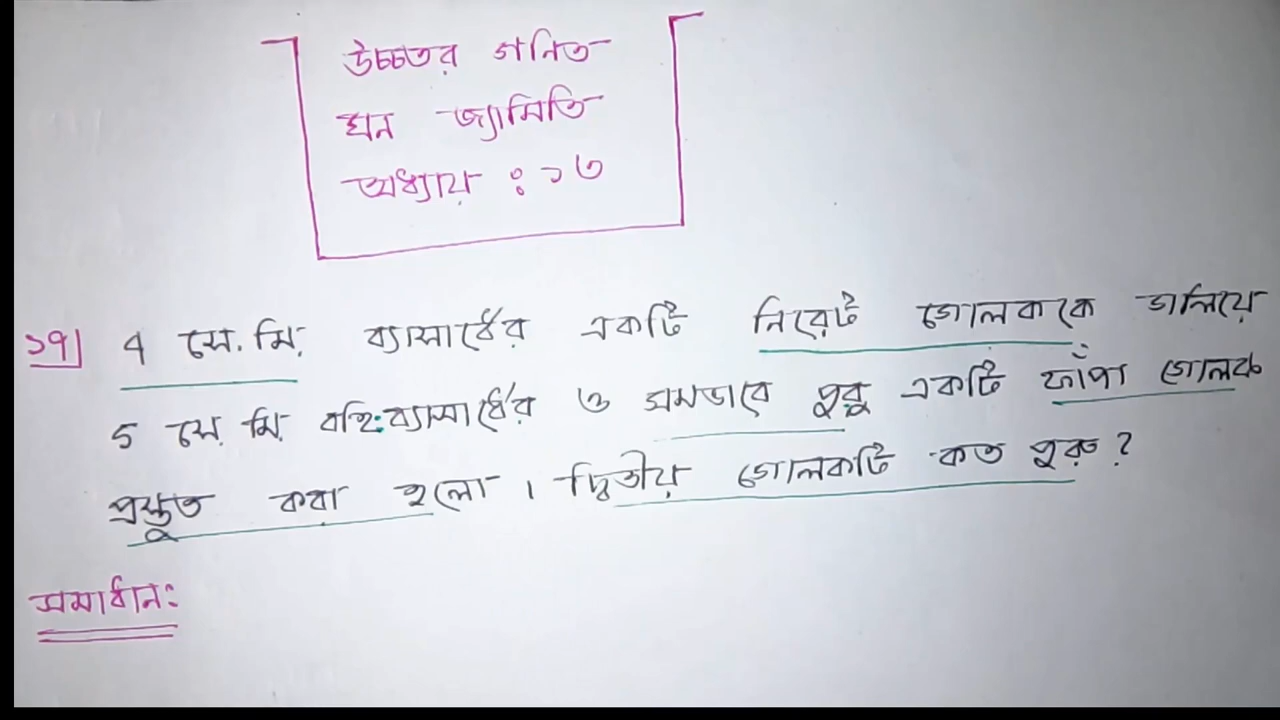 উচ্চতর গনিত
ঘন জ্যামিতি
অধ্যায় : ১৩
১৭| 4 সে. মি. ব্যাসার্ধের একটি নিরেট গোলককে গলিয়ে
5 সে. মি. বহিঃব্যাসার্ধের ও সমভাবে পুরু একটি ফাঁপা গোলক
প্রস্তুত করা হলো । দ্বিতীয় গোলকটি কত পুরু ?
সমাধান: